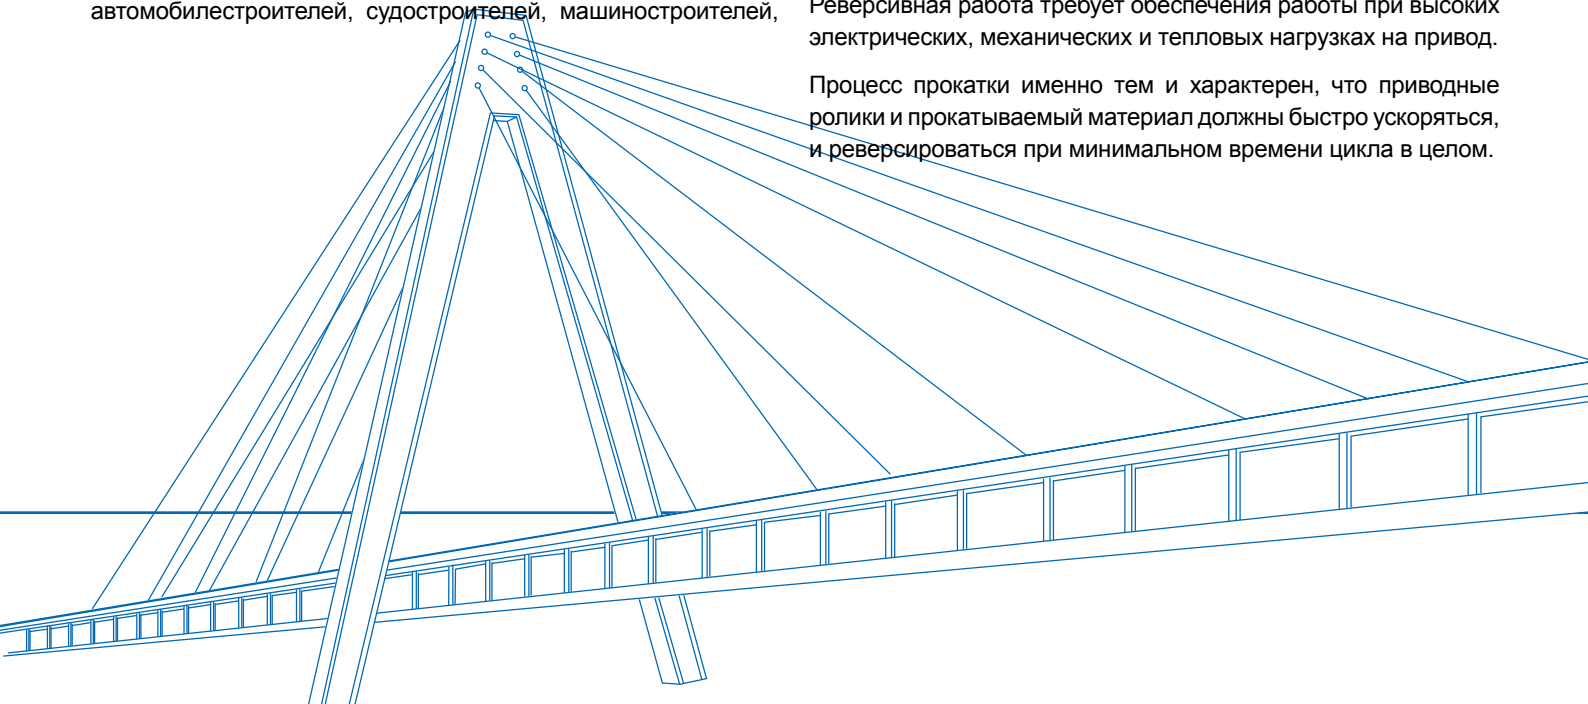 автомобилестроителей, судостроителей, машиностроителей,
Реверсивная работа требует обеспечения работы при высоких
электрических, механических и тепловых нагрузках на привод.
Процесс прокатки именно тем и характерен, что приводные
ролики и прокатываемый материал должны быстро ускоряться,
и реверсироваться при минимальном времени цикла в целом.